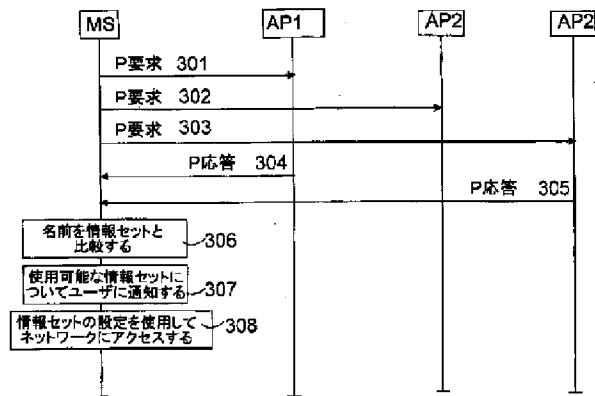 MS AP1 AP2 AP2
P要求 301
P要求 302
P要求 303
P応答 304
P応答 305
名前を情報セットと
比較する
306
使用可能な情報セットに
ついてユーザに通知する
307
情報セットの設定を使用して
ネットワークにアクセスする
308